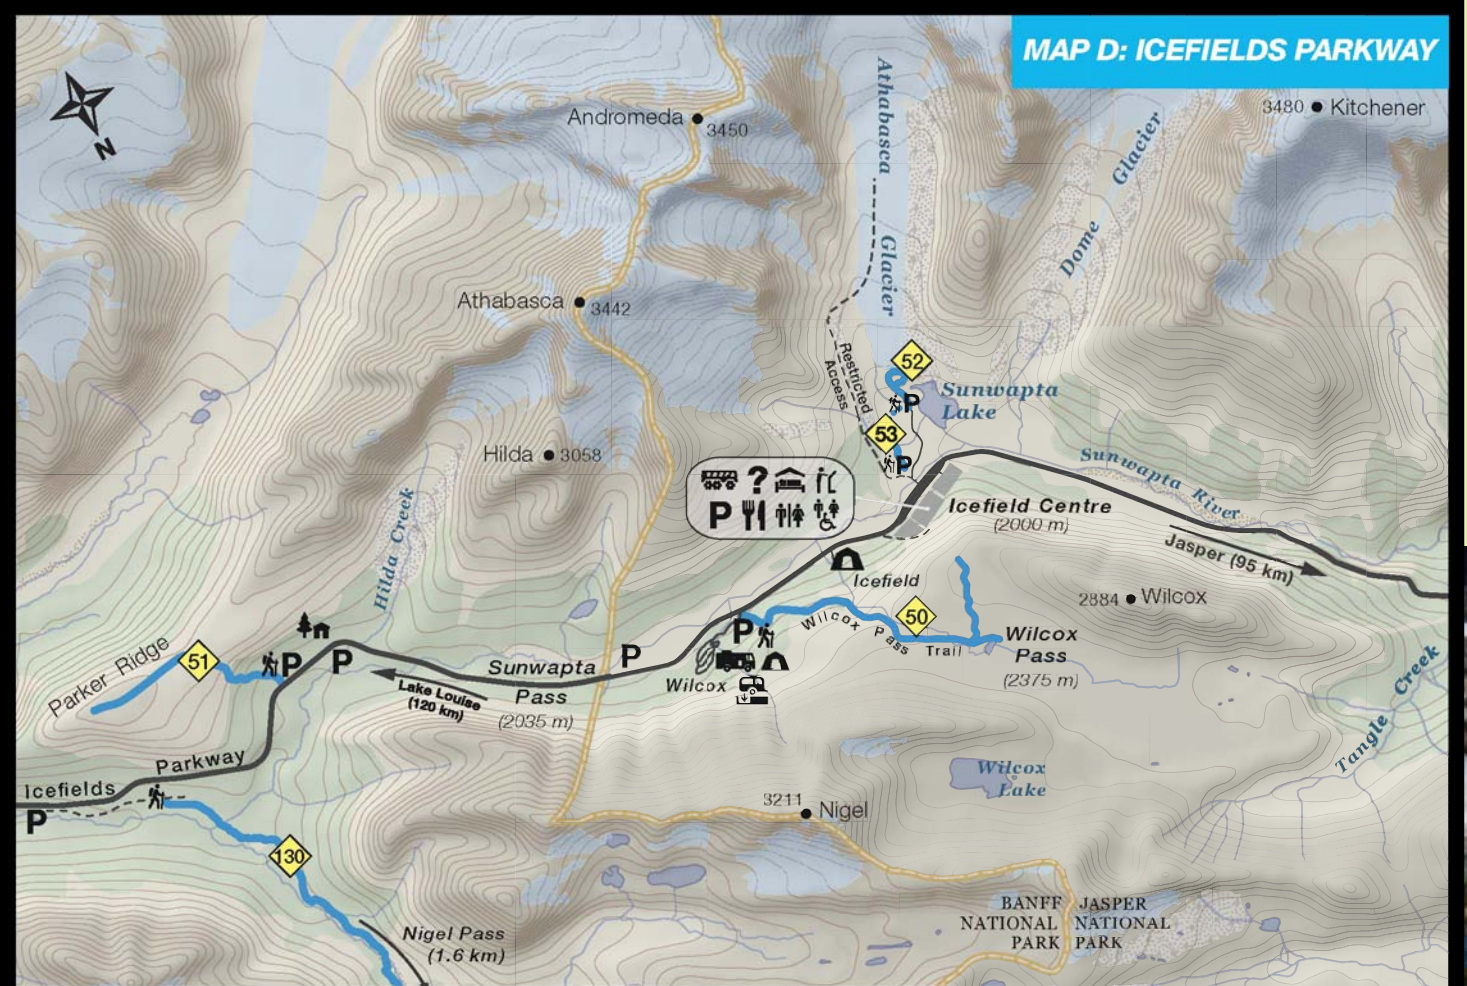 MAP D: ICEFIELDS PARKWAY
N
Andromeda
3450
Athabasca
Glacier
Dome Glacier
3480 Kitchener
Athabasca
3442
Restricted
Access
52
P
Sunwapta
Lake
53
P
Hilda 3058
?
P
Icefield Centre
(2000 m)
Sunwapta River
Jasper (95 km)
Hilda Creek
Icefield
2884 Wilcox
50
Wilcox Pass Trail
Wilcox
Pass
(2375 m)
P
Wilcox
P
Parker Ridge
51
P
P
Sunwapta
Pass
(2035 m)
Lake Louise
(120 km)
Tangle Creek
Icefields Parkway
P
Wilcox
Lake
3211
Nigel
130
Nigel Pass
(1.6 km)
BANFF
NATIONAL
PARK
JASPER
NATIONAL
PARK